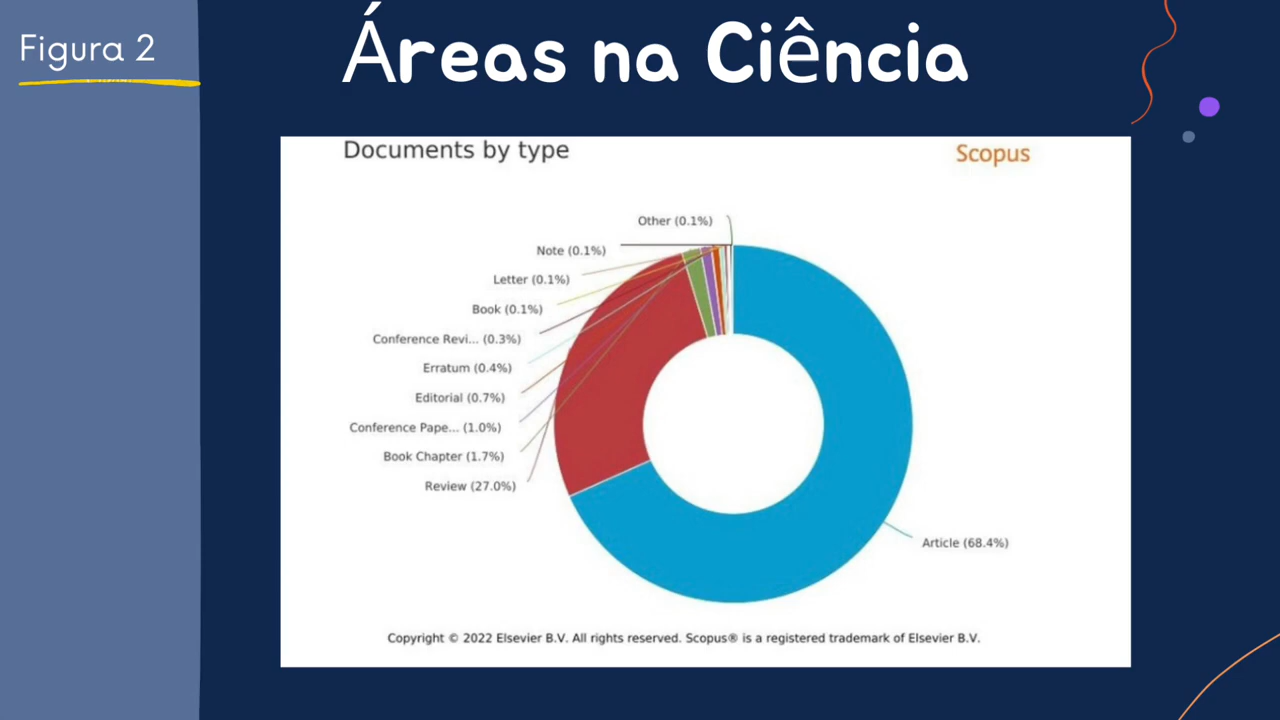 Figura 2
Áreas na Ciência
Documents by type
Scopus
Other (0.1%)
Note (0.1%)
Letter (0.1%)
Book (0.1%)
Conference Revi... (0.3%)
Erratum (0.4%)
Editorial (0.7%)
Conference Pape... (1.0%)
Book Chapter (1.7%)
Review (27.0%)
Article (68.4%)
Copyright © 2022 Elsevier B.V. All rights reserved. Scopus® is a registered trademark of Elsevier B.V.